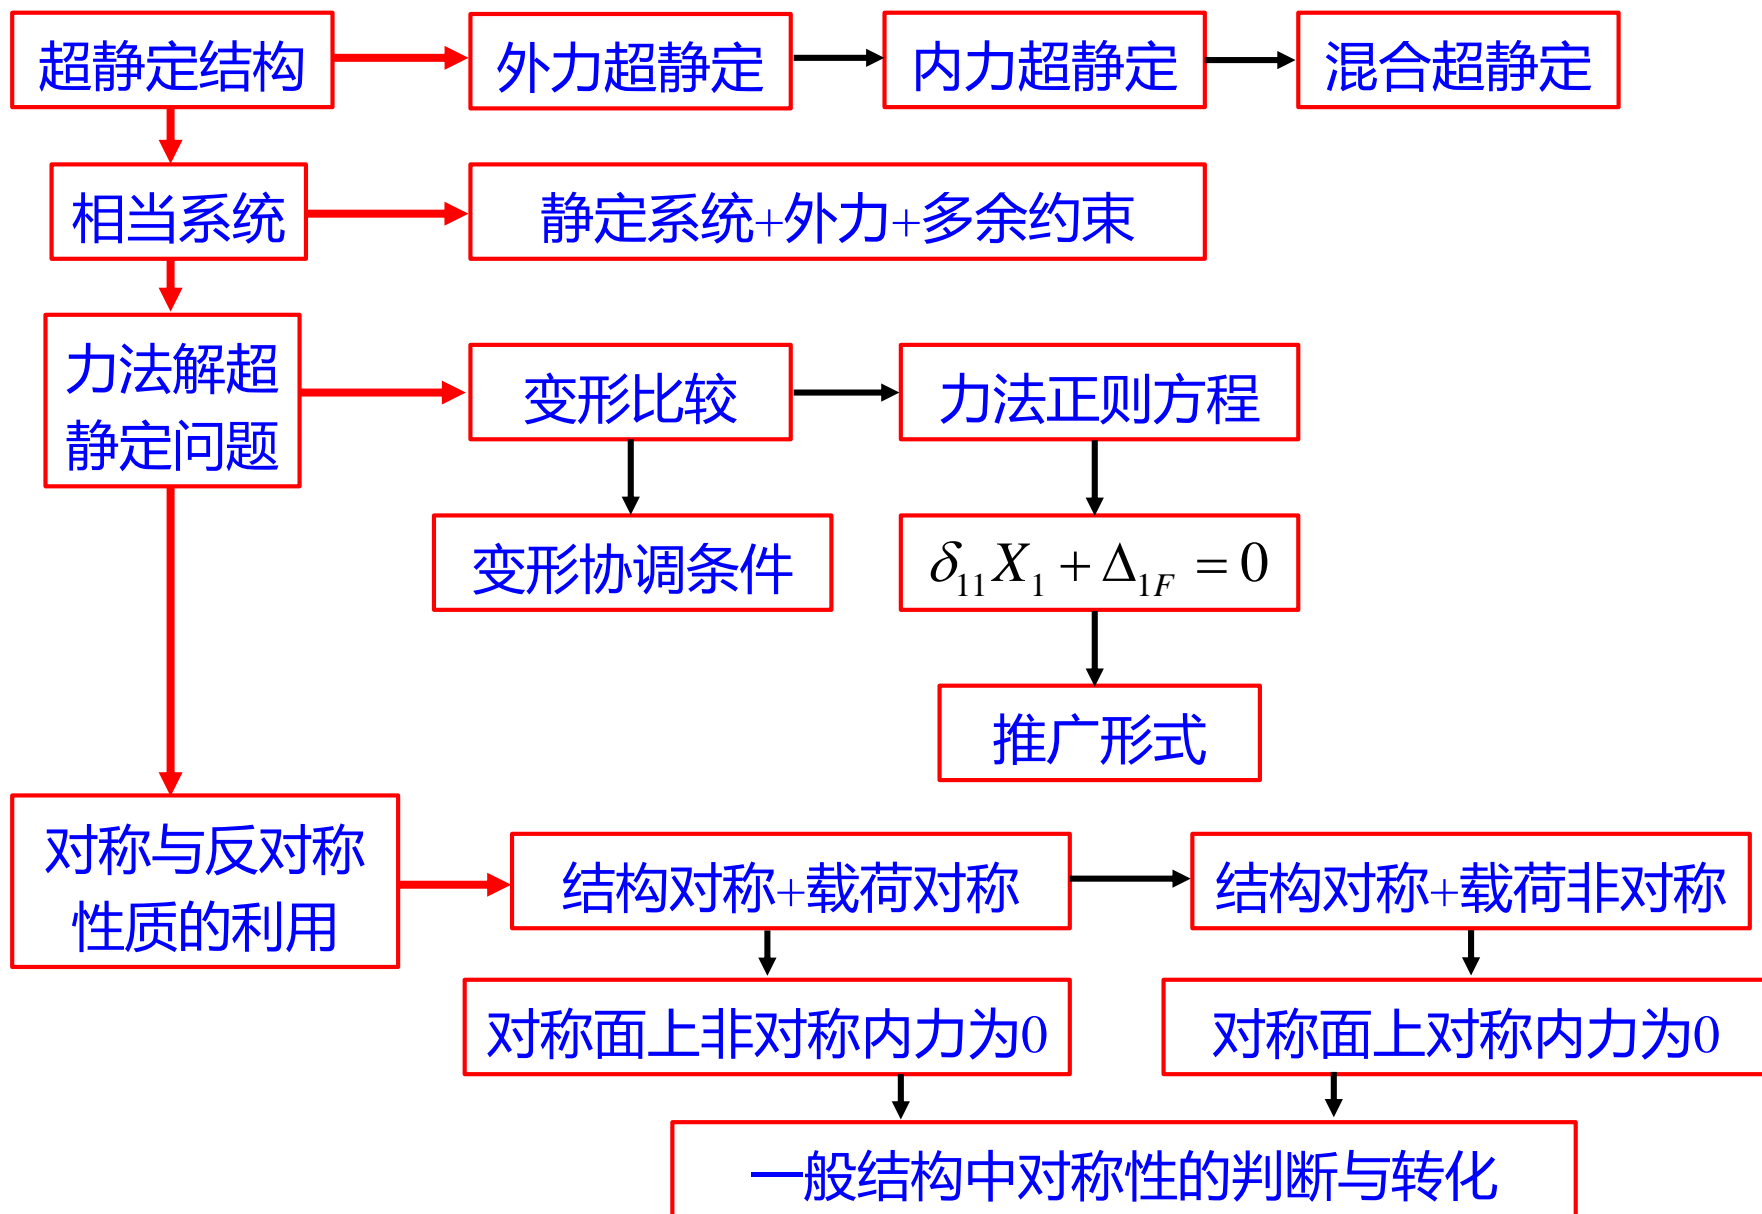 超静定结构
外力超静定
内力超静定
混合超静定
相当系统
静定系统+外力+多余约束
力法解超
静定问题
变形比较
力法正则方程
变形协调条件
δ₁₁X₁ + Δ₁F = 0
推广形式
对称与反对称
性质的利用
结构对称+载荷对称
结构对称+载荷非对称
对称面上非对称内力为0
对称面上对称内力为0
一般结构中对称性的判断与转化